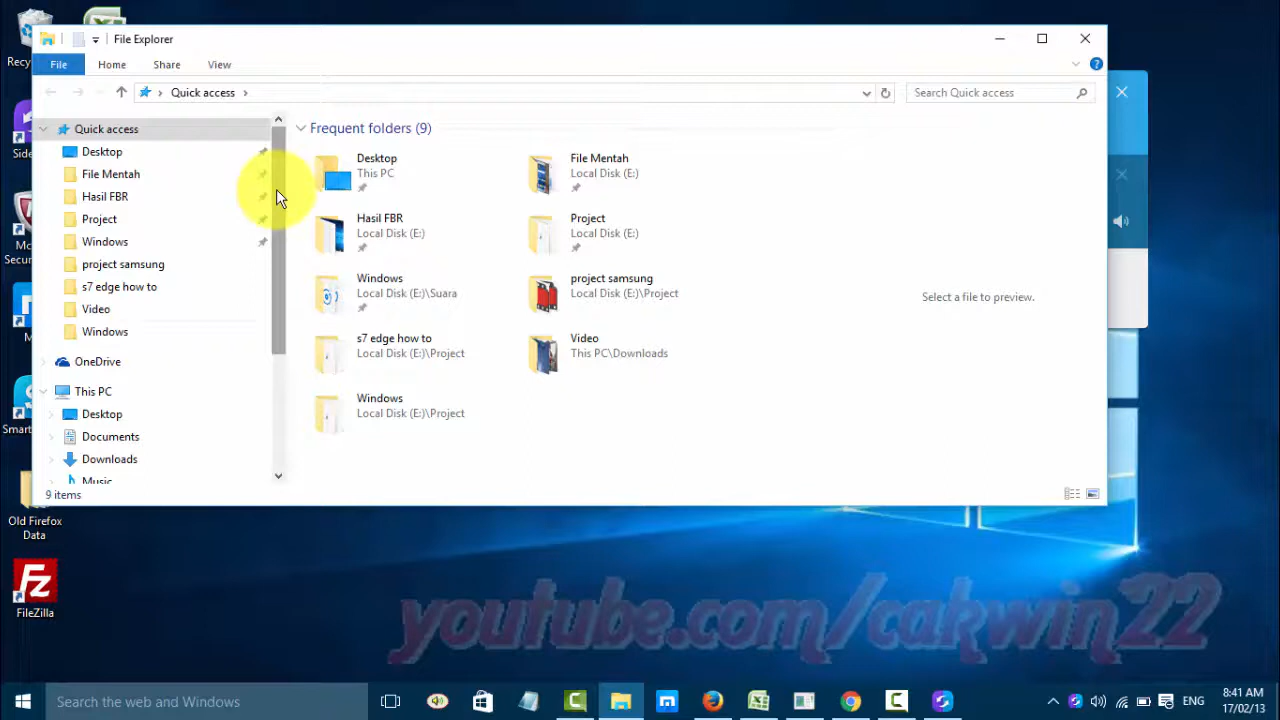 File Explorer
File Home Share View
Quick access
Search Quick access
Quick access
Desktop
File Mentah
Hasil FBR
Project
Windows
project samsung
s7 edge how to
Video
Windows
OneDrive
This PC
Desktop
Documents
Downloads
Music
Frequent folders (9)
Desktop
This PC
File Mentah
Local Disk (E:)
Hasil FBR
Local Disk (E:)
Project
Local Disk (E:)
Windows
Local Disk (E:)\Suara
project samsung
Local Disk (E:)\Project
s7 edge how to
Local Disk (E:)\Project
Video
This PC\Downloads
Windows
Local Disk (E:)\Project
Select a file to preview.
9 items
Old Firefox
Data
FileZilla
youtube.com/cakwin22
Search the web and Windows
ENG
8:41 AM
17/02/13